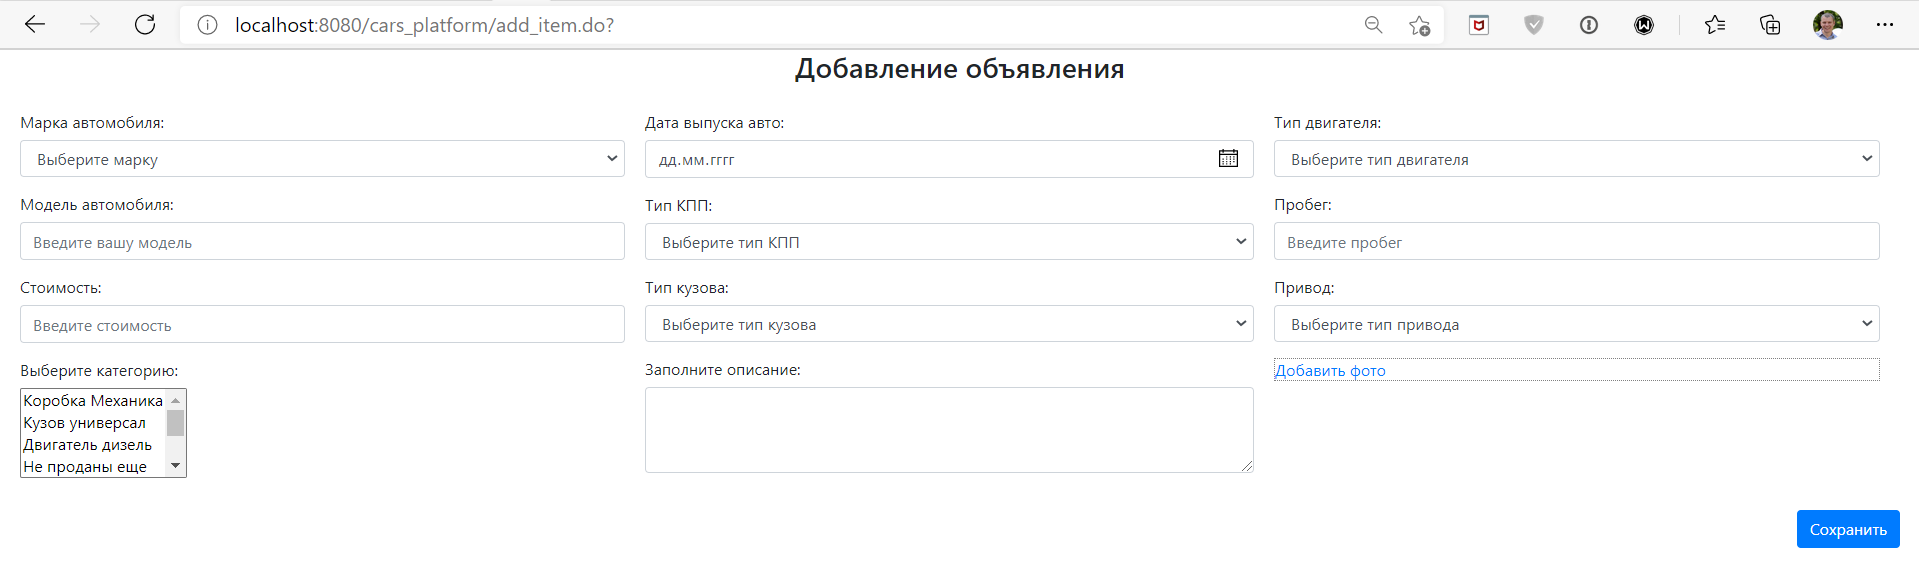 localhost:8080/cars_platform/add_item.do?
Добавление объявления
Марка автомобиля:
Выберите марку
Модель автомобиля:
Введите вашу модель
Стоимость:
Введите стоимость
Выберите категорию:
Коробка Механика
Кузов универсал
Двигатель дизель
Не проданы еще
Дата выпуска авто:
дд.мм.гггг
Тип КПП:
Выберите тип КПП
Тип кузова:
Выберите тип кузова
Заполните описание:
Тип двигателя:
Выберите тип двигателя
Пробег:
Введите пробег
Привод:
Выберите тип привода
Добавить фото
Сохранить